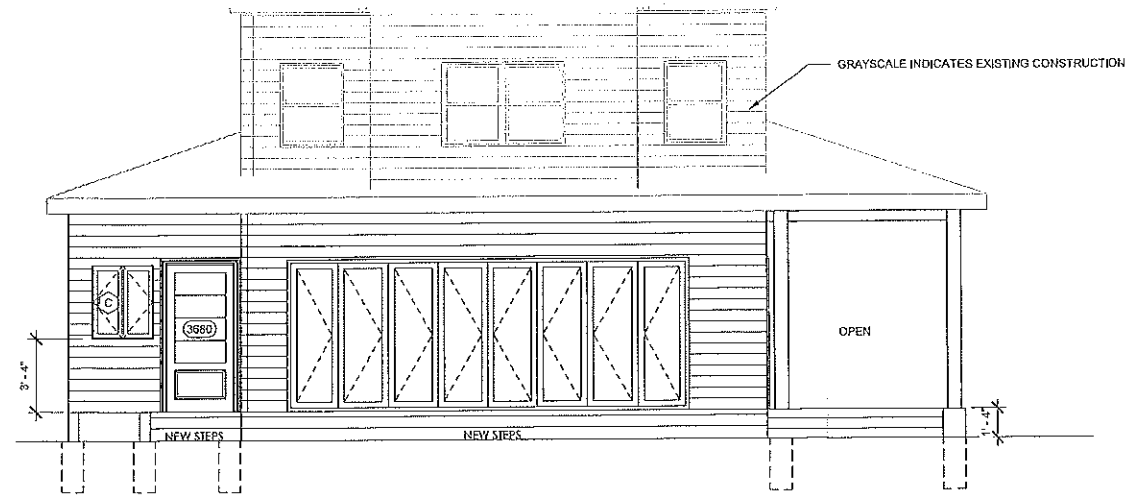 GRAYSCALE INDICATES EXISTING CONSTRUCTION
C
3680
OPEN
3' - 4"
1' - 4"
NEW STEPS
NEW STEPS